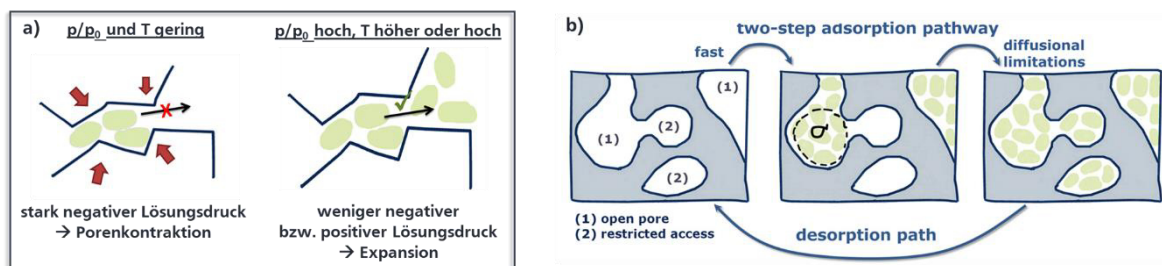 a)
p/p₀ und T gering
p/p₀ hoch, T höher oder hoch
stark negativer Lösungsdruck
→ Porenkontraktion
weniger negativer
bzw. positiver Lösungsdruck
→ Expansion
b)
two-step adsorption pathway
fast
diffusional
limitations
(1)
(1)
(2)
(2)
α
(1) open pore
(2) restricted access
desorption path